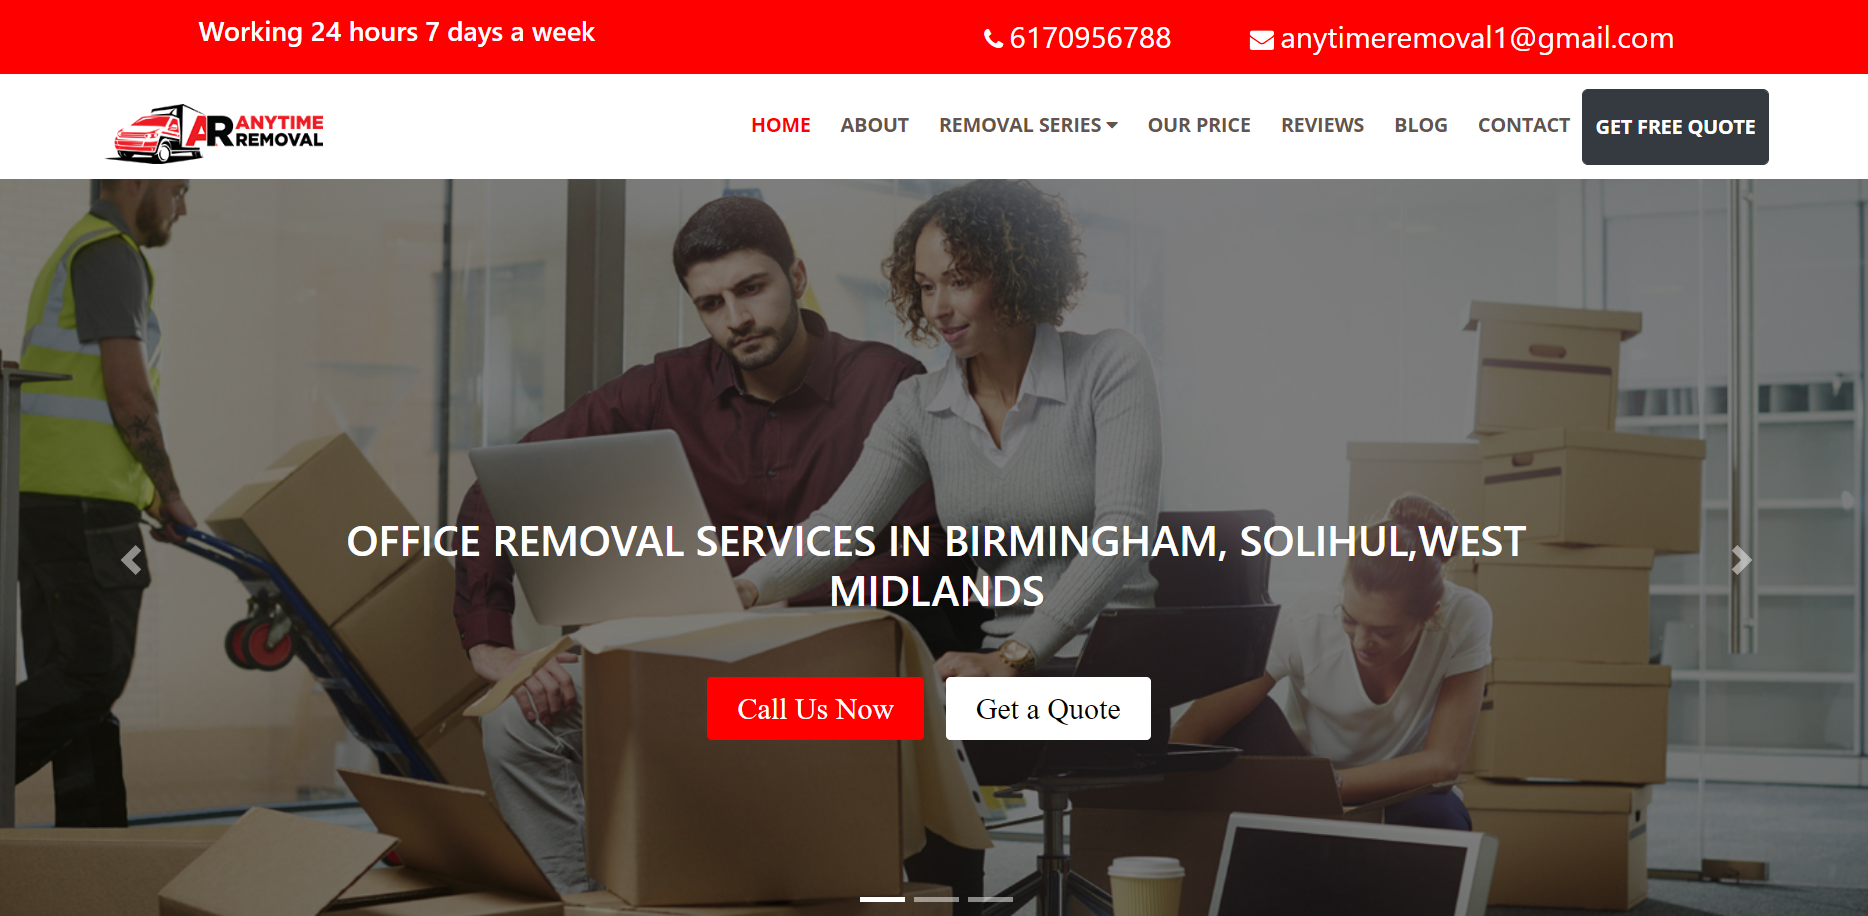 Working 24 hours 7 days a week
6170956788
anytimeremoval1@gmail.com
AR ANYTIME
REMOVAL
HOME
ABOUT
REMOVAL SERIES
OUR PRICE
REVIEWS
BLOG
CONTACT
GET FREE QUOTE
OFFICE REMOVAL SERVICES IN BIRMINGHAM, SOLIHUL,WEST
MIDLANDS
Call Us Now
Get a Quote